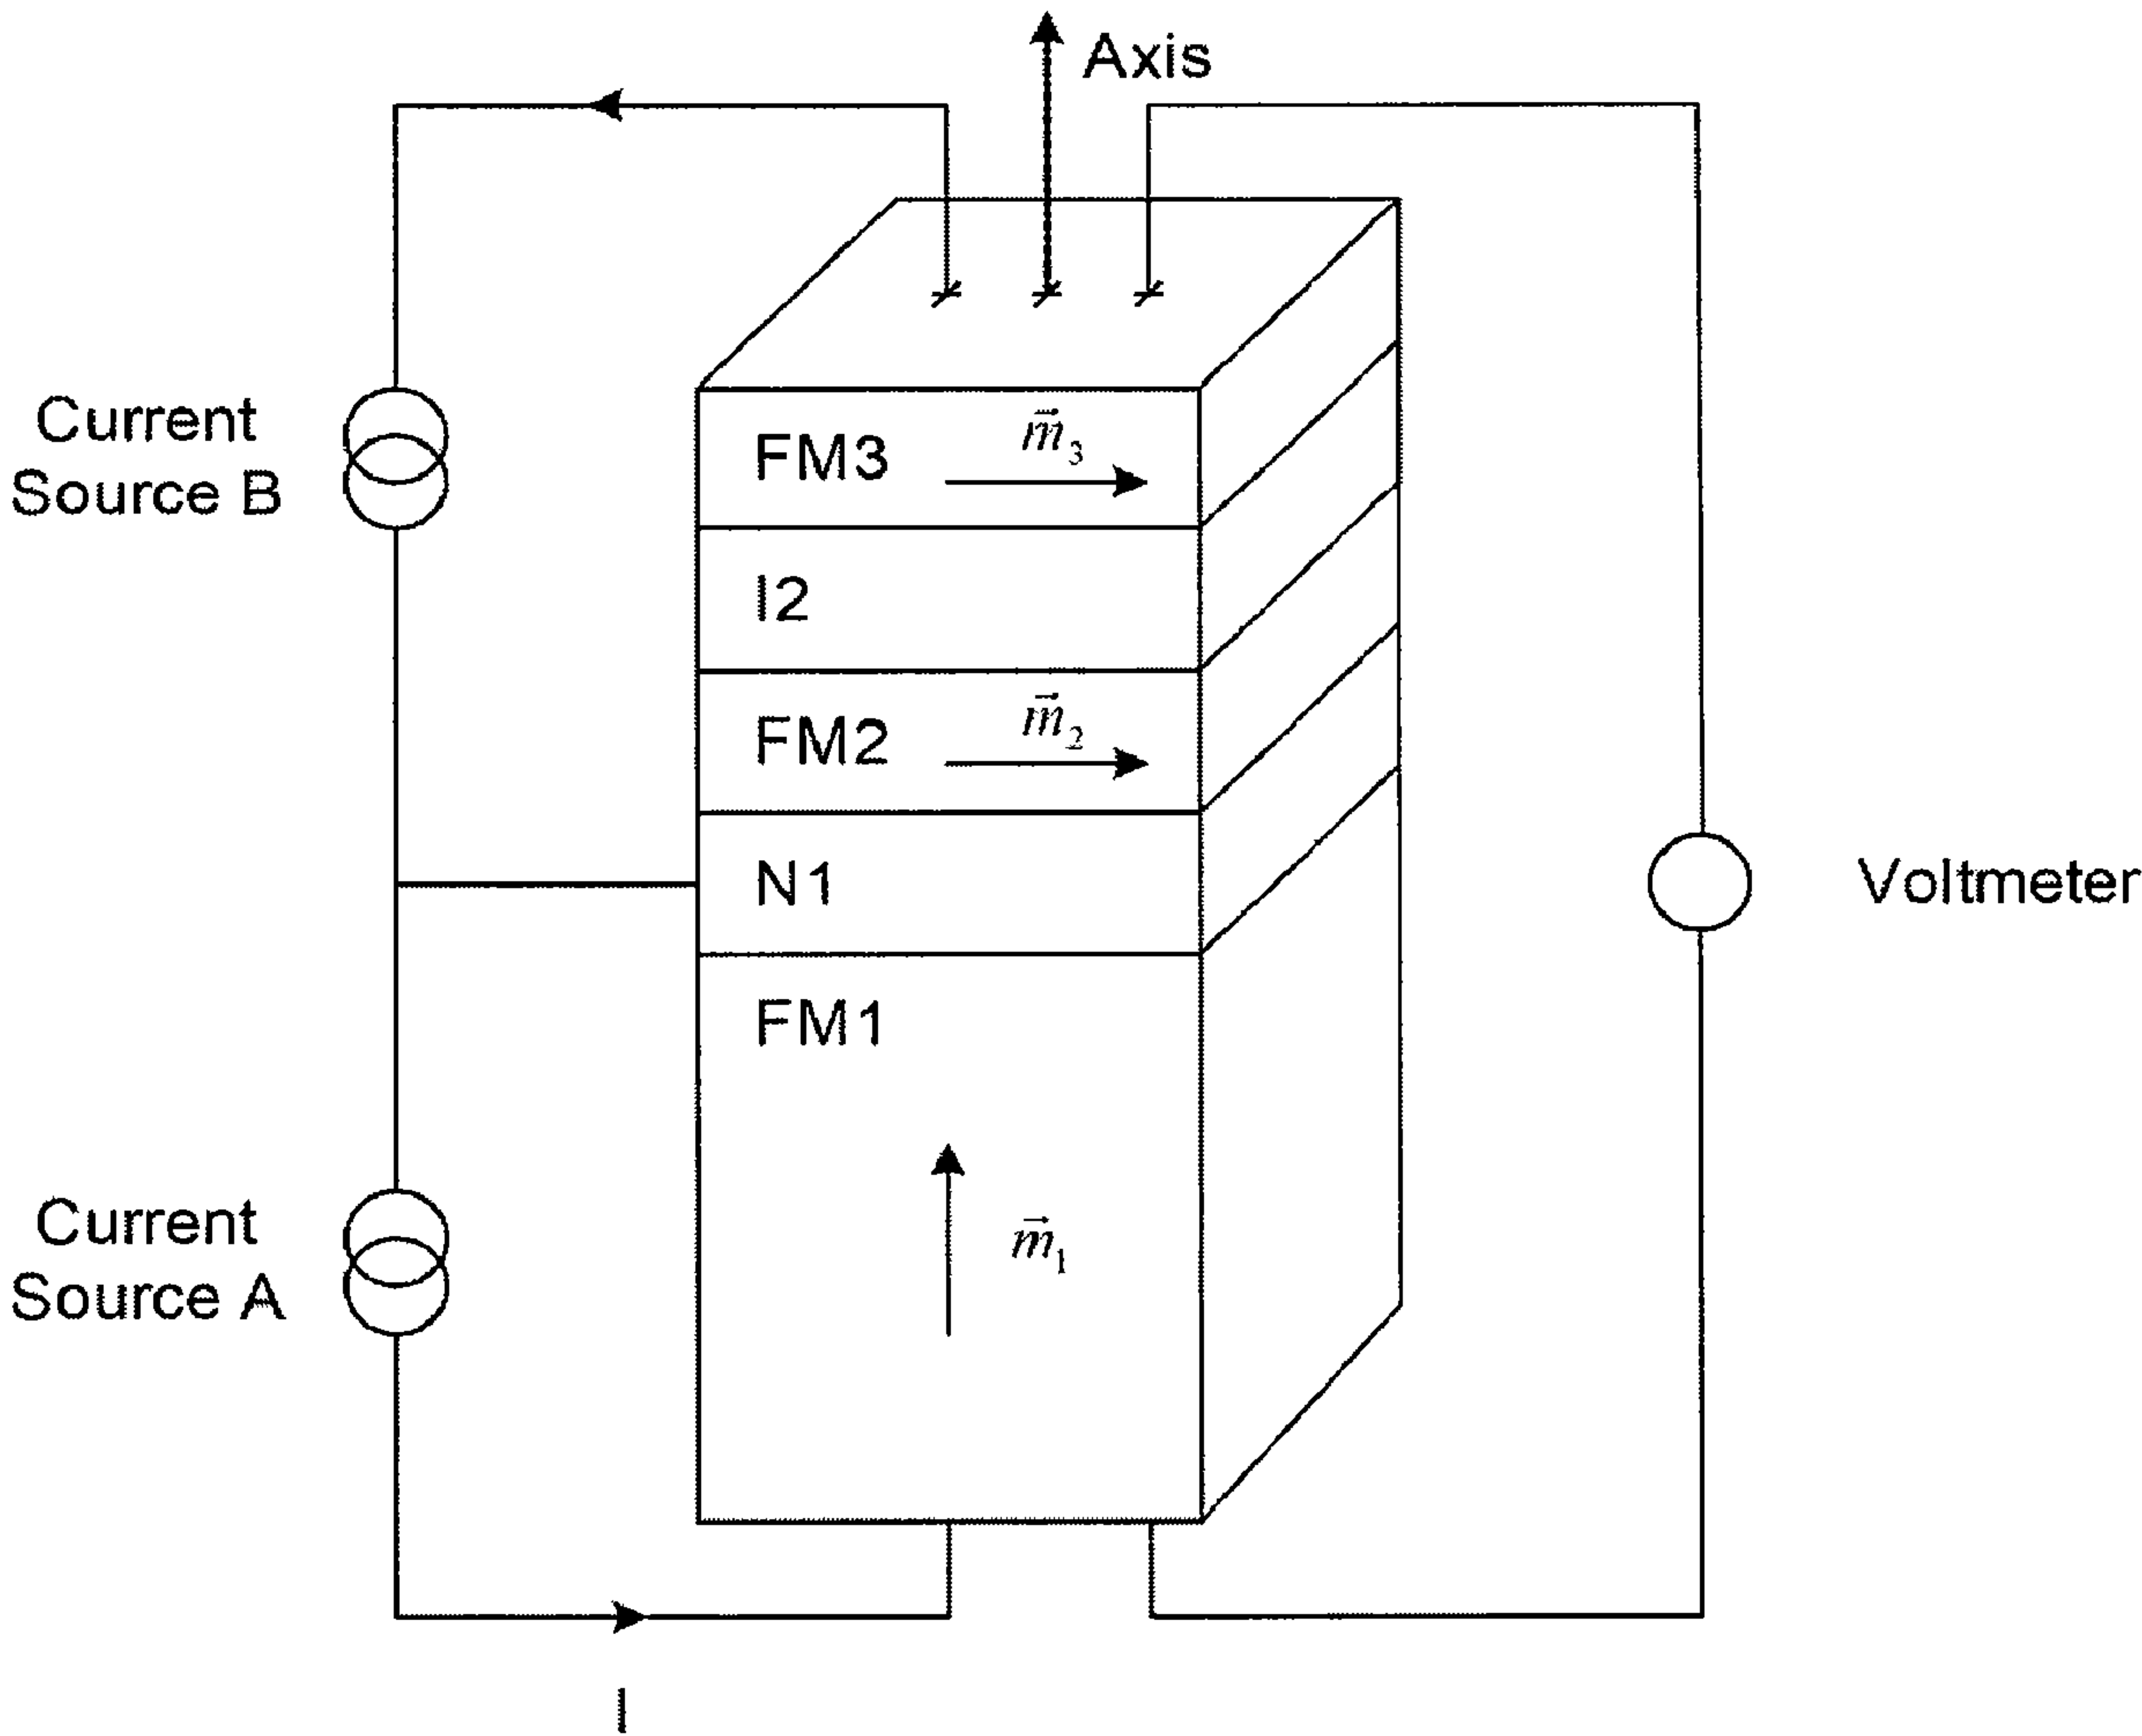 Axis
Current
Source B
FM3
m⃗₃
I2
FM2
m⃗₂
N1
Voltmeter
FM1
Current
Source A
m⃗₁
I